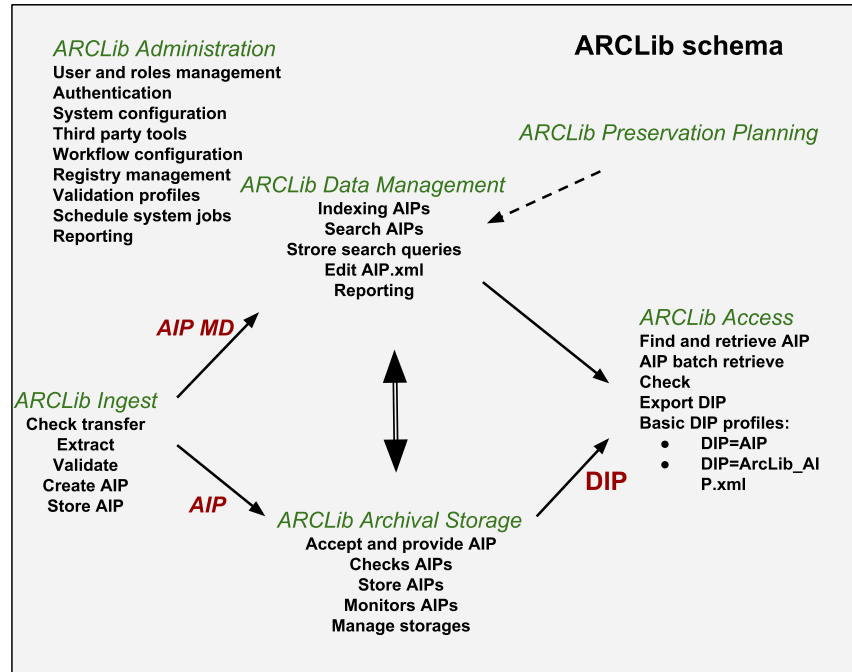 ARCLib schema
ARCLib Administration
User and roles management
Authentication
System configuration
Third party tools
Workflow configuration
Registry management
Validation profiles
Schedule system jobs
Reporting
ARCLib Preservation Planning
ARCLib Data Management
Indexing AIPs
Search AIPs
Strore search queries
Edit AIP.xml
Reporting
AIP MD
ARCLib Ingest
Check transfer
Extract
Validate
Create AIP
Store AIP
AIP
ARCLib Archival Storage
Accept and provide AIP
Checks AIPs
Store AIPs
Monitors AIPs
Manage storages
DIP
ARCLib Access
Find and retrieve AIP
AIP batch retrieve
Check
Export DIP
Basic DIP profiles:
● DIP=AIP
● DIP=ArcLib_AI
P.xml